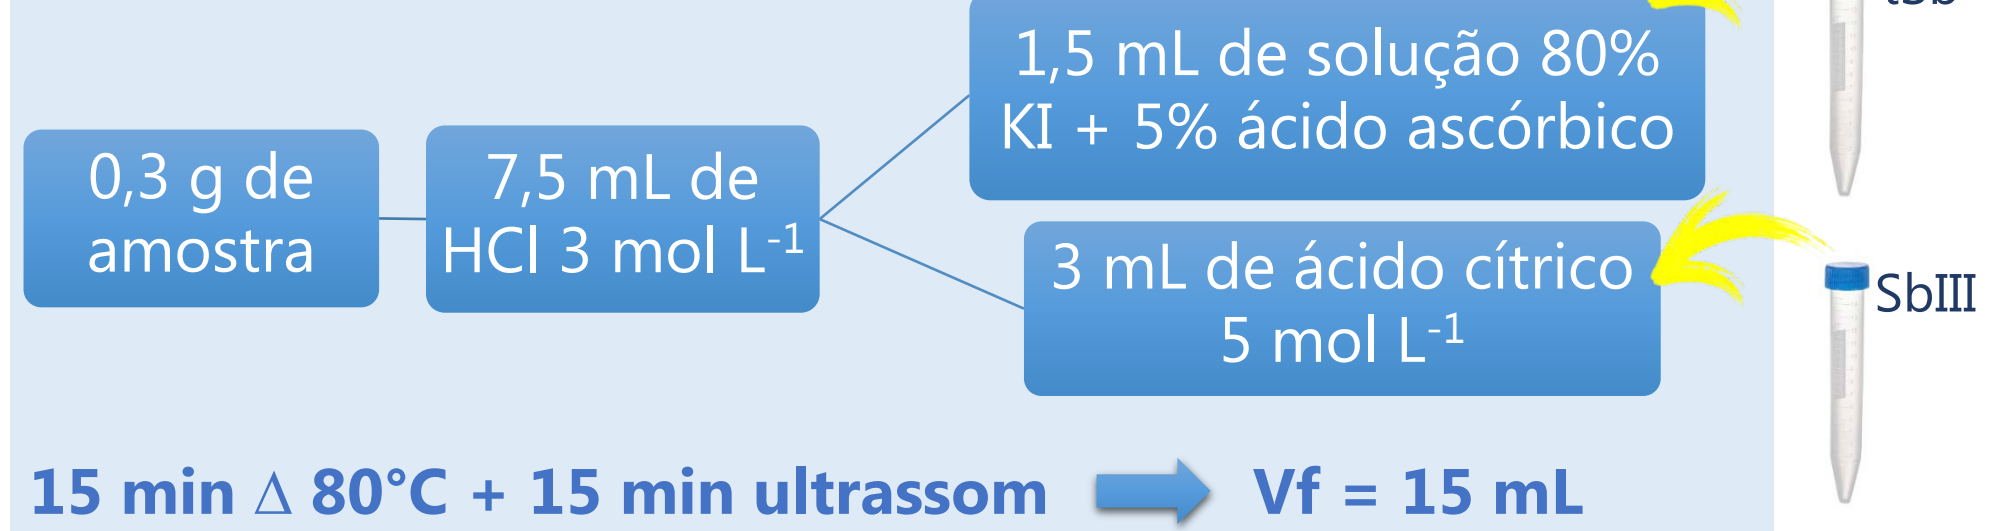 1,5 mL de solução 80%
KI + 5% ácido ascórbico
0,3 g de
amostra
7,5 mL de
HCl 3 mol L⁻¹
3 mL de ácido cítrico
5 mol L⁻¹
SbIII
15 min Δ 80°C + 15 min ultrassom
Vf = 15 mL